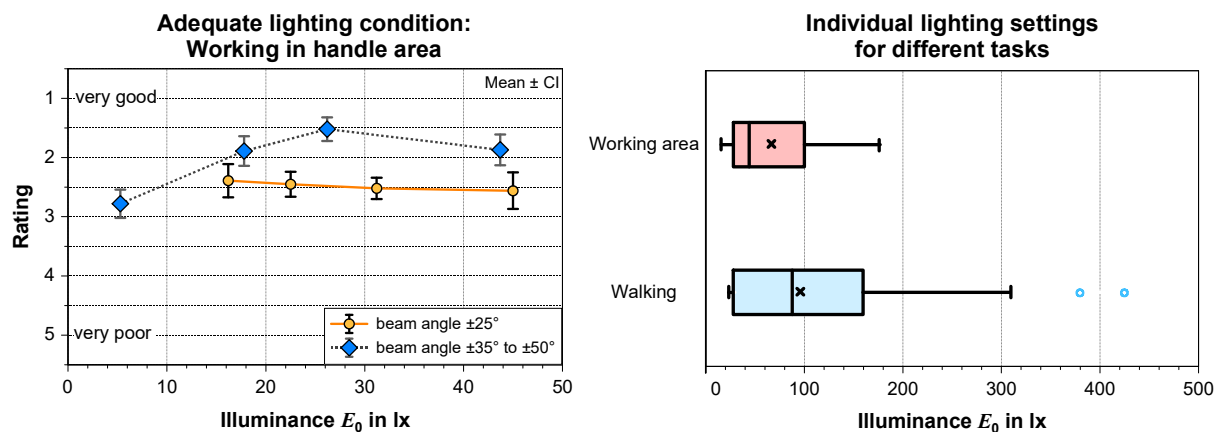 Adequate lighting condition:
Working in handle area
Mean ± CI
very good
very poor
1
2
3
4
5
Rating
beam angle ±25°
beam angle ±35° to ±50°
0 10 20 30 40 50
Illuminance E0 in lx
Individual lighting settings
for different tasks
Working area
Walking
0 100 200 300 400 500
Illuminance E0 in lx